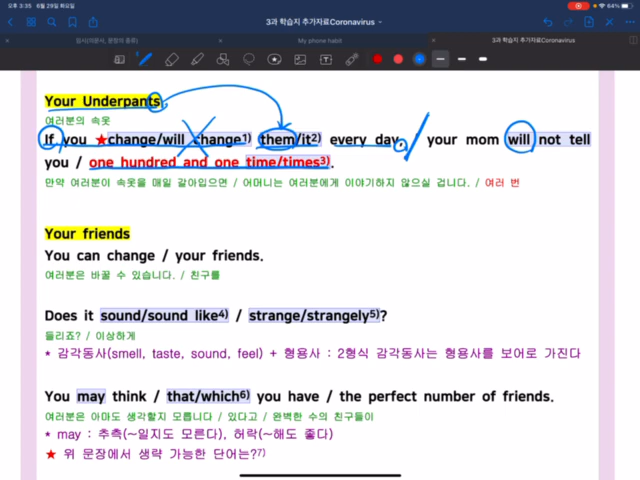 오후 3:35 6월 29일 화요일
64%
3과 학습지 추가자료Coronavirus
My phone habit
3과 학습지 추가자료Coronavirus
Your Underpants
여러분의 속옷
If you ★change/will change1) them/it2) every day, / your mom will not tell
you / one hundred and one time/times3).
만약 여러분이 속옷을 매일 갈아입으면 / 어머니는 여러분에게 이야기하지 않으실 겁니다. / 여러 번
Your friends
You can change / your friends.
여러분은 바꿀 수 있습니다. / 친구를
Does it sound/sound like4) / strange/strangely5)?
들리죠? / 이상하게
* 감각동사(smell, taste, sound, feel) + 형용사 : 2형식 감각동사는 형용사를 보어로 가진다
You may think / that/which6) you have / the perfect number of friends.
여러분은 아마도 생각할지 모릅니다 / 있다고 / 완벽한 수의 친구들이
* may : 추측(~일지도 모른다), 허락(~해도 좋다)
★ 위 문장에서 생략 가능한 단어는?7)